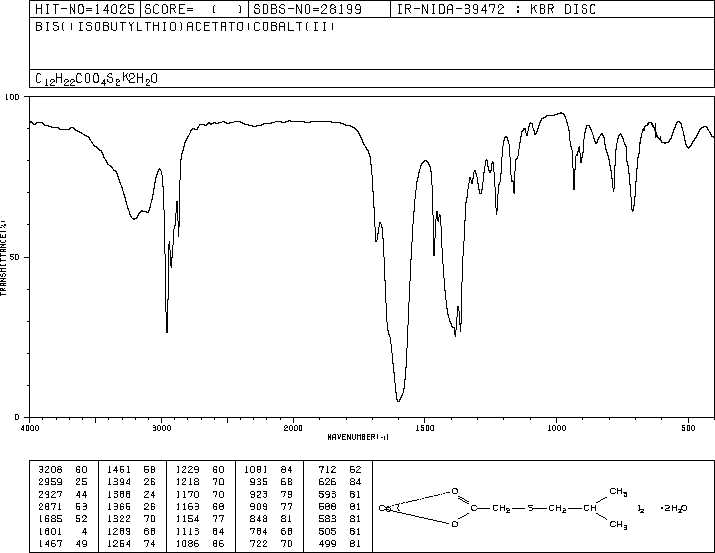 HIT-NO=14025 SCORE= ( ) SDBS-NO=28199 IR-NIDA-39472 : KBR DISC
BIS((ISOBUTYLTHIO)ACETATO)COBALT(II)
C12H22COO4S2K2H2O
100
50
0
TRANSMITTANCE(%)
4000 3000 2000 1500 1000 500
WAVENUMBER(-1)
3208 60 1461 58 1229 60 1081 84 712 62
2959 25 1394 26 1218 70 935 68 626 84
2927 44 1388 24 1170 70 923 79 593 81
2871 53 1366 26 1163 68 909 77 588 81
1685 52 1322 70 1154 77 848 81 583 81
1601 4 1289 68 1113 84 784 68 505 81
1467 49 1254 74 1086 86 722 70 499 81
CH3
O
Co C—CH2—S—CH2—CH )2 ·2H2O
O
CH3